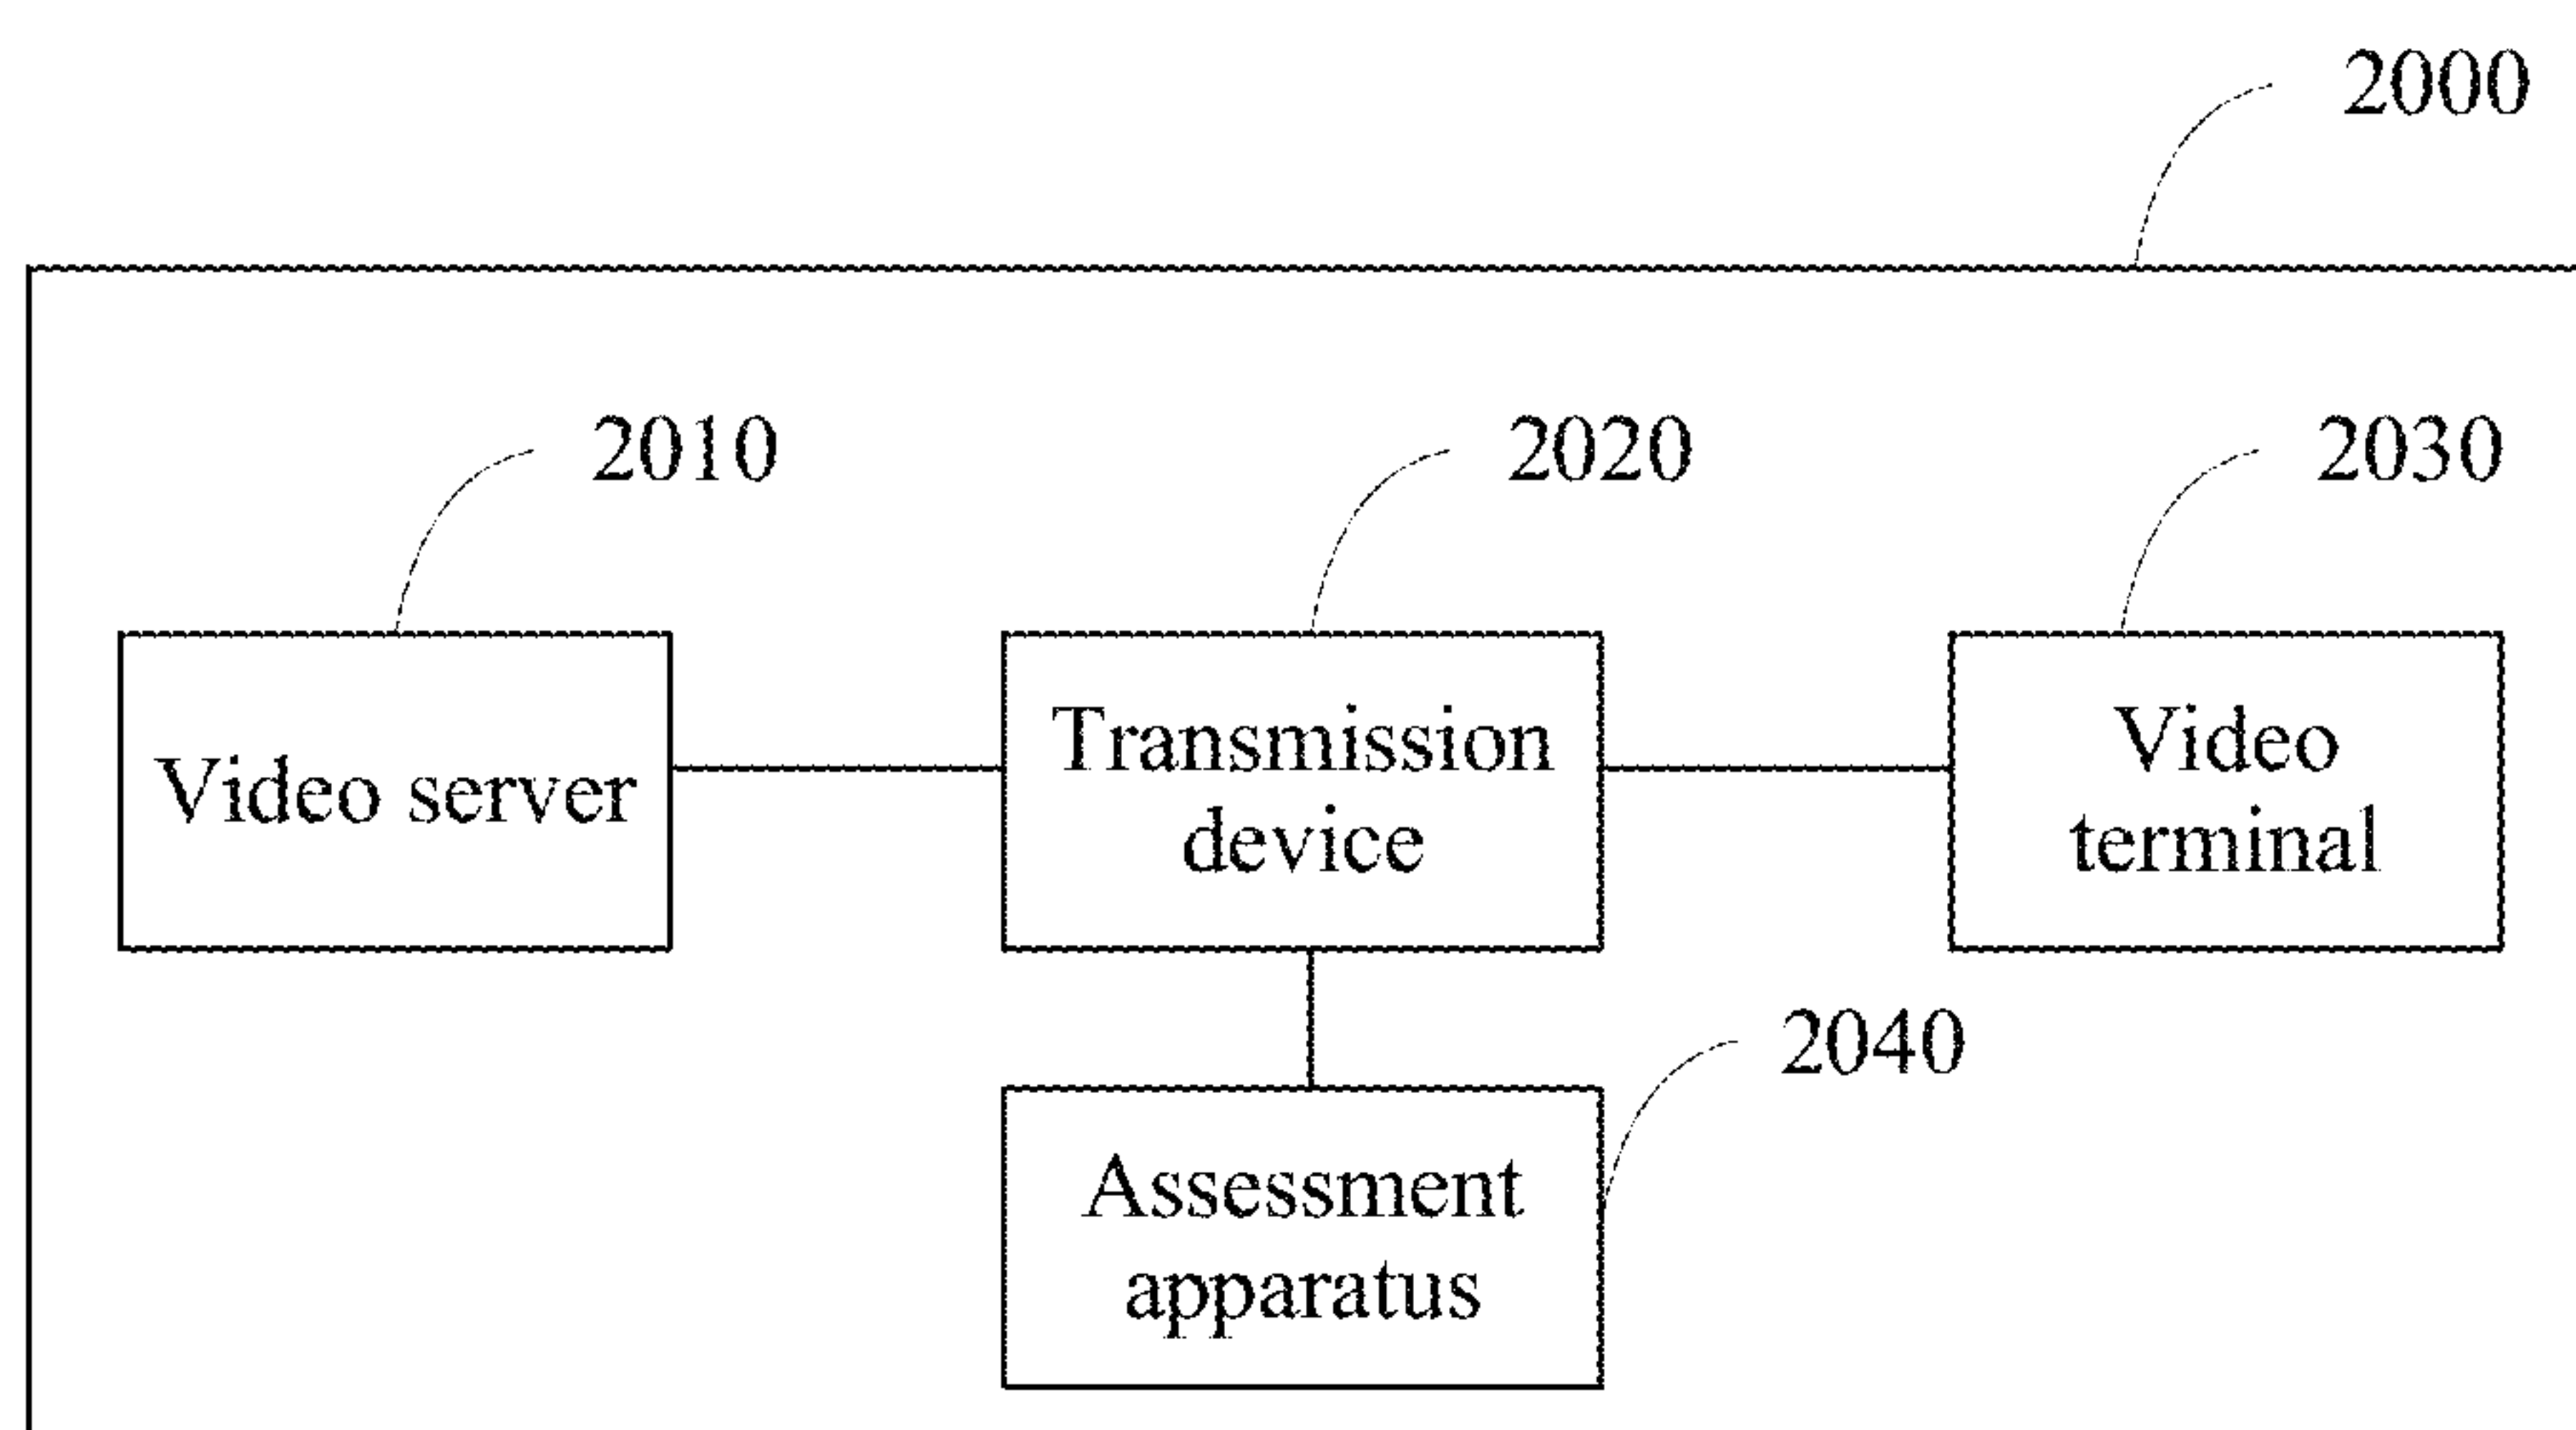 2000
2010
2020
2030
Video server
Transmission
device
Video
terminal
2040
Assessment
apparatus